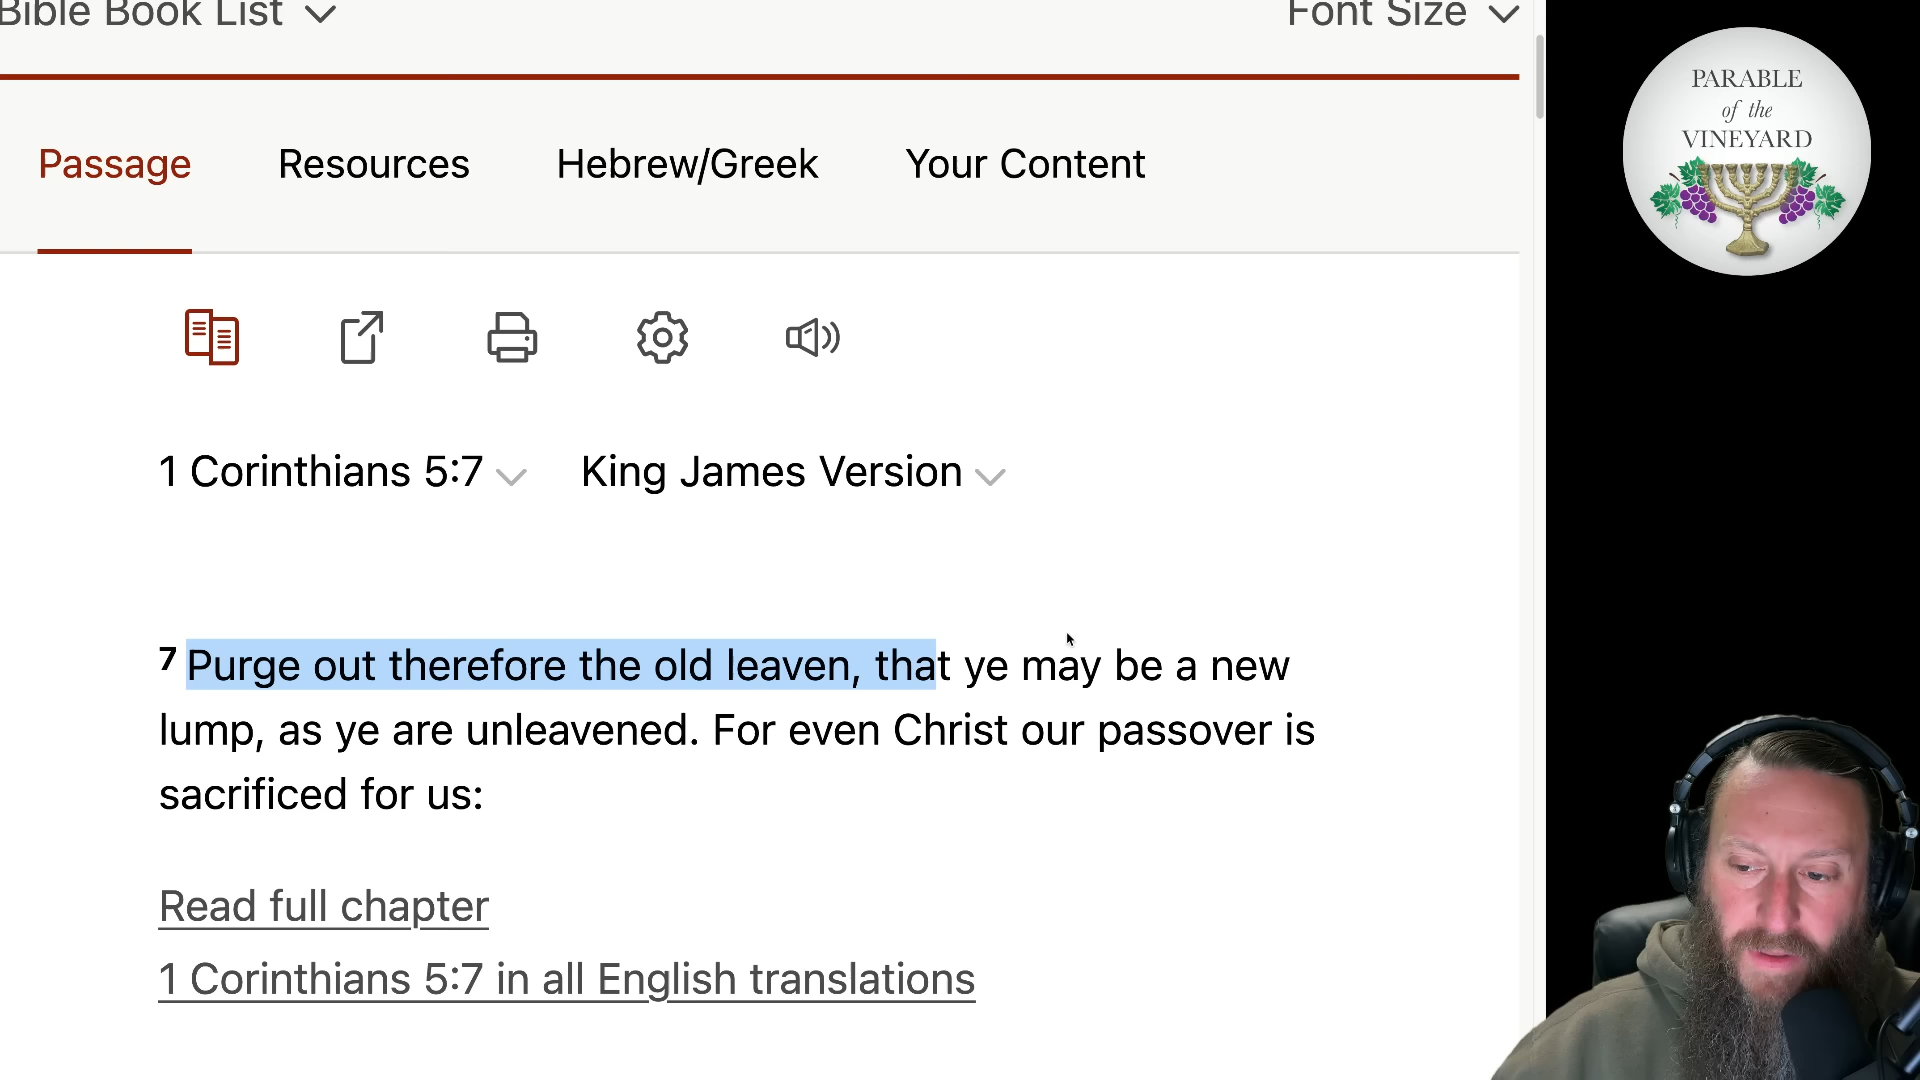 Bible Book List
Font Size
PARABLE
of the
VINEYARD
Passage
Resources
Hebrew/Greek
Your Content
1 Corinthians 5:7
King James Version
7 Purge out therefore the old leaven, that ye may be a new
lump, as ye are unleavened. For even Christ our passover is
sacrificed for us:
Read full chapter
1 Corinthians 5:7 in all English translations